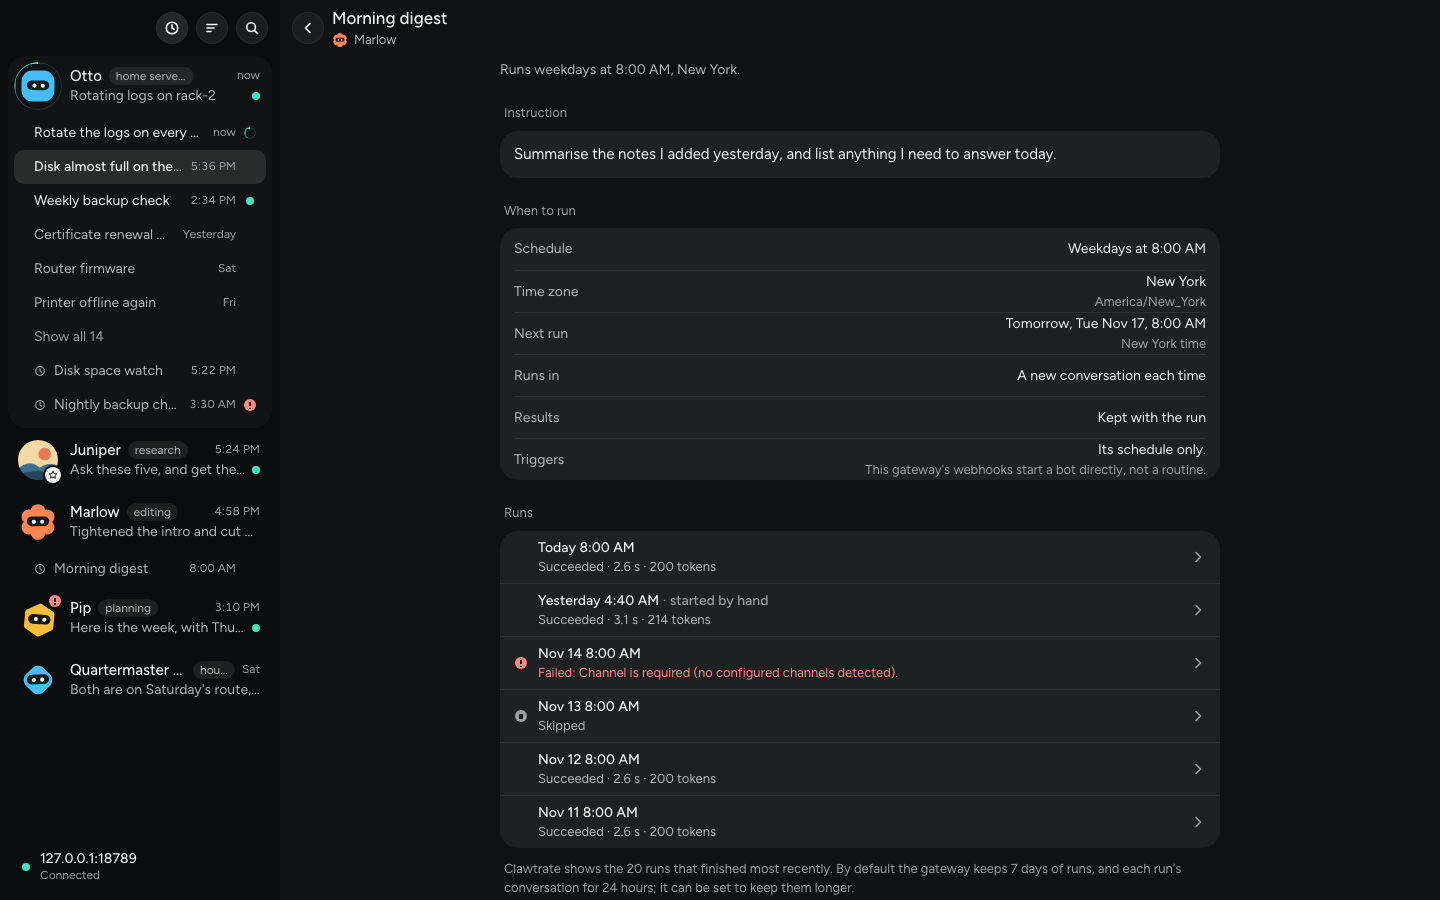 Otto home serve... now
Rotating logs on rack-2
Rotate the logs on every ... now
Disk almost full on the... 5:36 PM
Weekly backup check 2:34 PM
Certificate renewal ... Yesterday
Router firmware Sat
Printer offline again Fri
Show all 14
Disk space watch 5:22 PM
Nightly backup ch... 3:30 AM
Juniper research 5:24 PM
Ask these five, and get the...
Marlow editing 4:58 PM
Tightened the intro and cut ...
Morning digest 8:00 AM
Pip planning 3:10 PM
Here is the week, with Thu...
Quartermaster ... hou... Sat
Both are on Saturday's route,...
127.0.0.1:18789
Connected
Morning digest
Marlow
Runs weekdays at 8:00 AM, New York.
Instruction
Summarise the notes I added yesterday, and list anything I need to answer today.
When to run
Schedule Weekdays at 8:00 AM
Time zone New York
America/New_York
Next run Tomorrow, Tue Nov 17, 8:00 AM
New York time
Runs in A new conversation each time
Results Kept with the run
Triggers Its schedule only.
This gateway's webhooks start a bot directly, not a routine.
Runs
Today 8:00 AM
Succeeded · 2.6 s · 200 tokens
Yesterday 4:40 AM · started by hand
Succeeded · 3.1 s · 214 tokens
Nov 14 8:00 AM
Failed: Channel is required (no configured channels detected).
Nov 13 8:00 AM
Skipped
Nov 12 8:00 AM
Succeeded · 2.6 s · 200 tokens
Nov 11 8:00 AM
Succeeded · 2.6 s · 200 tokens
Clawtrate shows the 20 runs that finished most recently. By default the gateway keeps 7 days of runs, and each run's
conversation for 24 hours; it can be set to keep them longer.